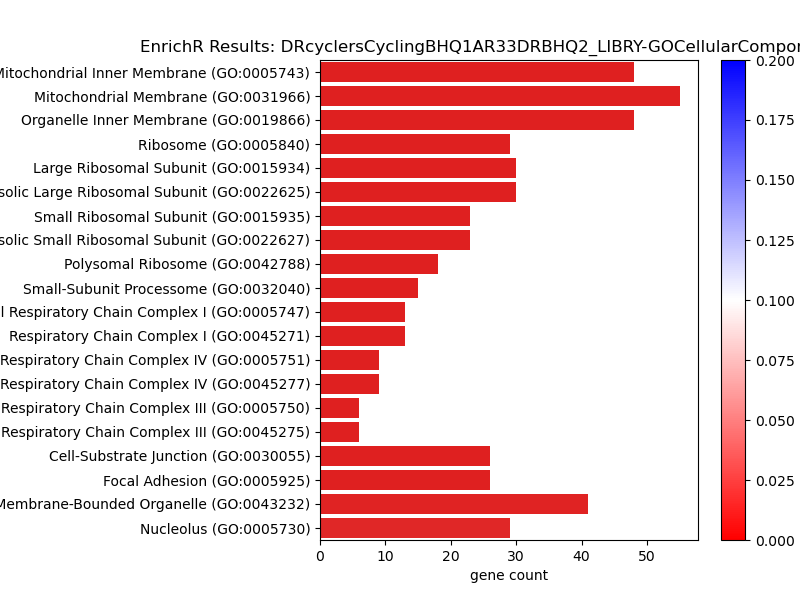 EnrichR Results: DRcyclersCyclingBHQ1AR33DRBHQ2_LIBRY-GOCellularCompon
Mitochondrial Inner Membrane (GO:0005743)
Mitochondrial Membrane (GO:0031966)
Organelle Inner Membrane (GO:0019866)
Ribosome (GO:0005840)
Large Ribosomal Subunit (GO:0015934)
solic Large Ribosomal Subunit (GO:0022625)
Small Ribosomal Subunit (GO:0015935)
solic Small Ribosomal Subunit (GO:0022627)
Polysomal Ribosome (GO:0042788)
Small-Subunit Processome (GO:0032040)
l Respiratory Chain Complex I (GO:0005747)
Respiratory Chain Complex I (GO:0045271)
Respiratory Chain Complex IV (GO:0005751)
Respiratory Chain Complex IV (GO:0045277)
Respiratory Chain Complex III (GO:0005750)
Respiratory Chain Complex III (GO:0045275)
Cell-Substrate Junction (GO:0030055)
Focal Adhesion (GO:0005925)
Membrane-Bounded Organelle (GO:0043232)
Nucleolus (GO:0005730)
0 10 20 30 40 50
gene count
0.200
0.175
0.150
0.125
0.100
0.075
0.050
0.025
0.000